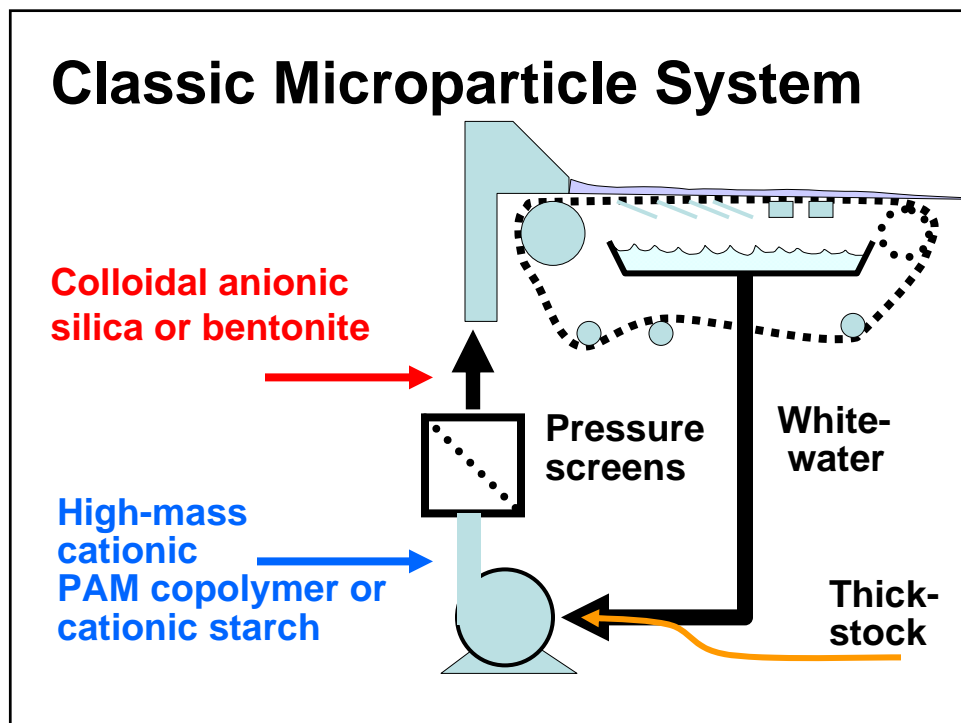 Classic Microparticle System
Colloidal anionic
silica or bentonite
Pressure
screens
White-
water
High-mass
cationic
PAM copolymer or
cationic starch
Thick-
stock